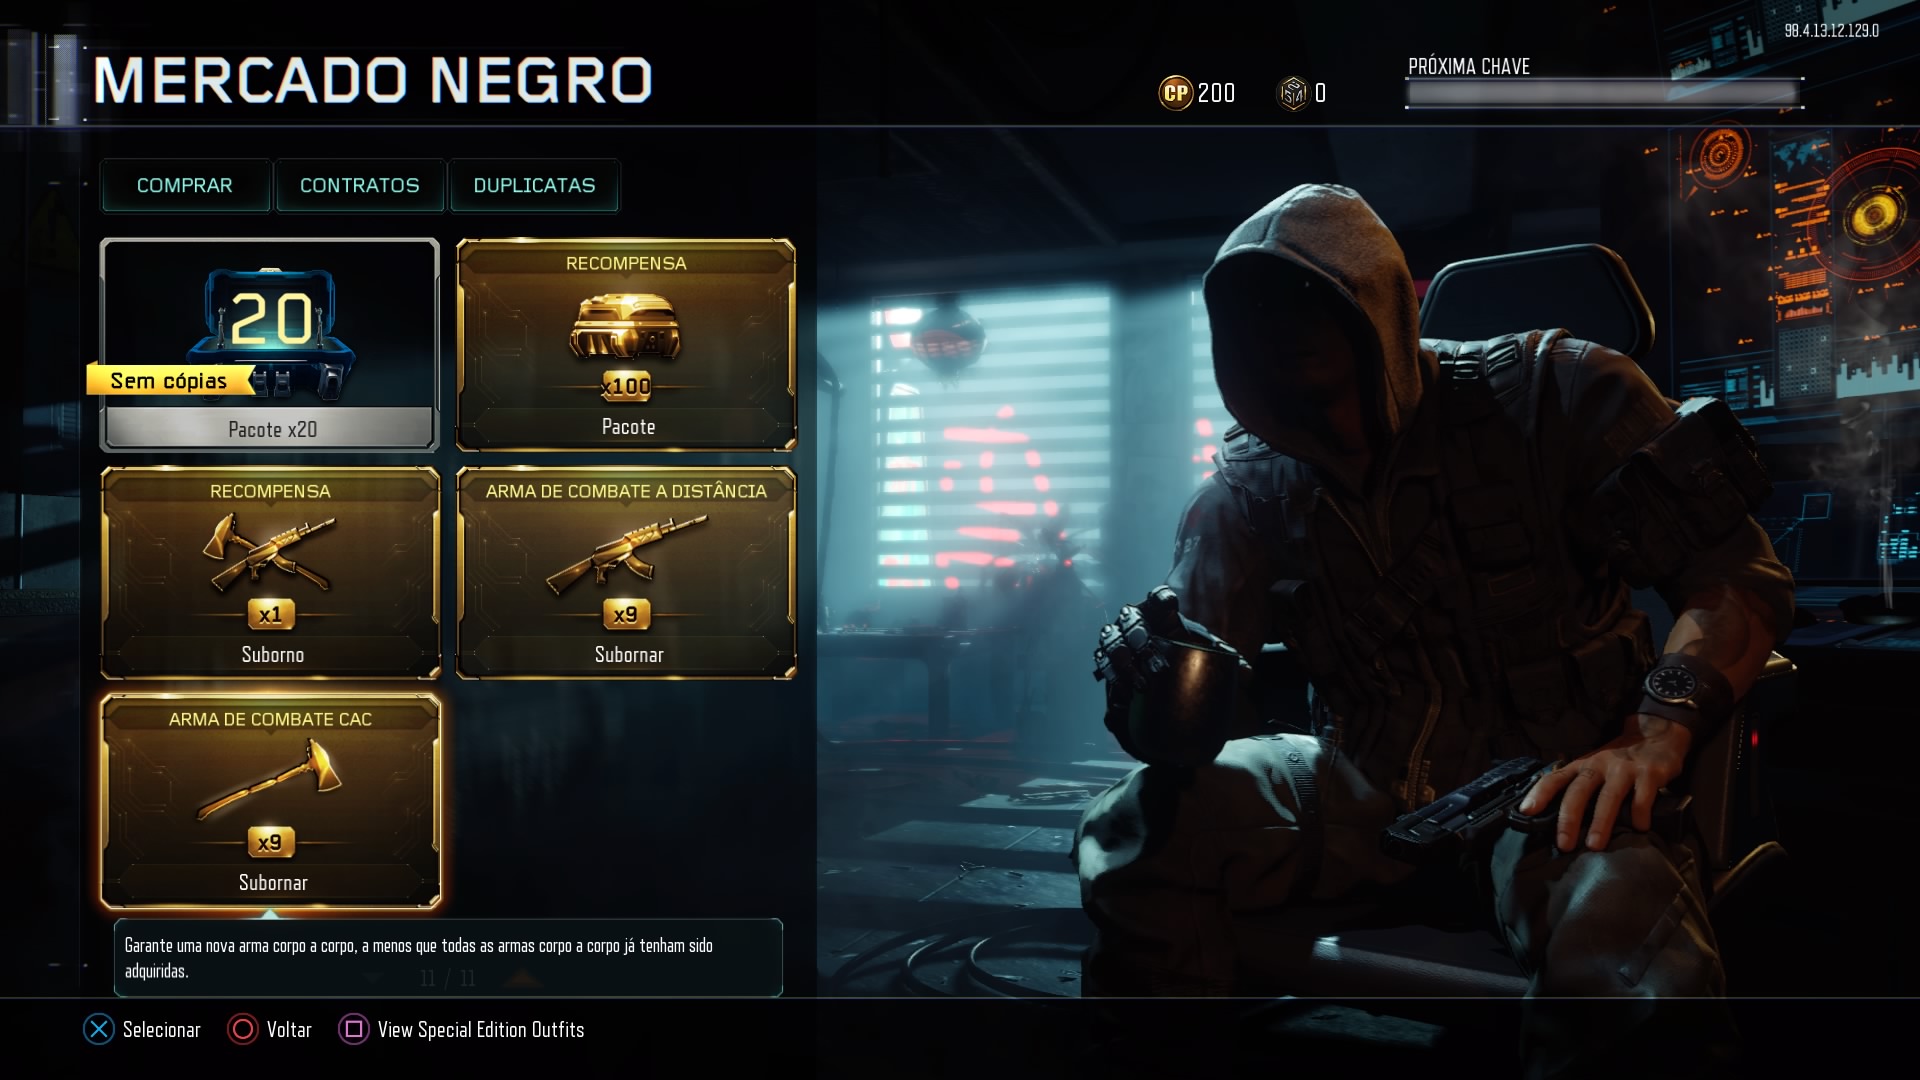 98.4.13.12.129.0
MERCADO NEGRO
CP 200
0
PRÓXIMA CHAVE
COMPRAR
CONTRATOS
DUPLICATAS
20
Sem cópias
Pacote x20
RECOMPENSA
x100
Pacote
RECOMPENSA
x1
Suborno
ARMA DE COMBATE A DISTÂNCIA
x9
Subornar
ARMA DE COMBATE CAC
x9
Subornar
Garante uma nova arma corpo a corpo, a menos que todas as armas corpo a corpo já tenham sido
adquiridas.
11 / 11
Selecionar
Voltar
View Special Edition Outfits